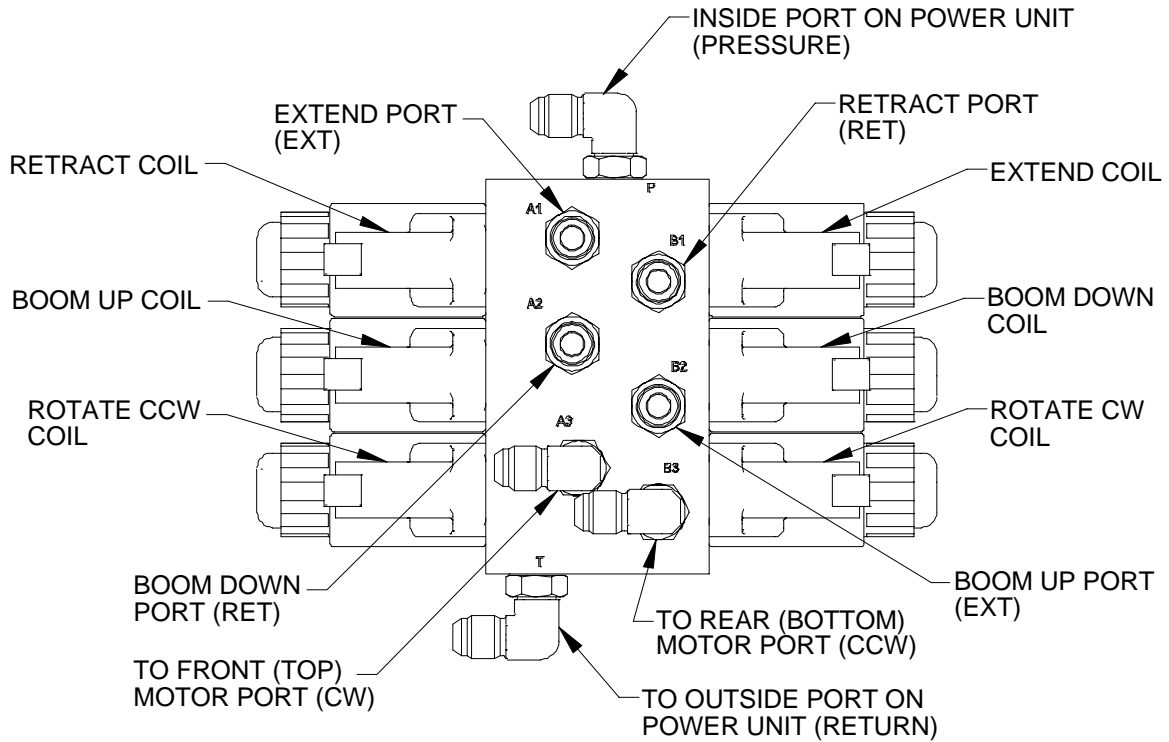 INSIDE PORT ON POWER UNIT
(PRESSURE)
EXTEND PORT
(EXT)
RETRACT PORT
(RET)
RETRACT COIL
EXTEND COIL
P
A1
B1
BOOM UP COIL
BOOM DOWN
COIL
A2
B2
ROTATE CCW
COIL
ROTATE CW
COIL
A3
B3
T
BOOM DOWN
PORT (RET)
BOOM UP PORT
(EXT)
TO REAR (BOTTOM)
MOTOR PORT (CCW)
TO FRONT (TOP)
MOTOR PORT (CW)
TO OUTSIDE PORT ON
POWER UNIT (RETURN)